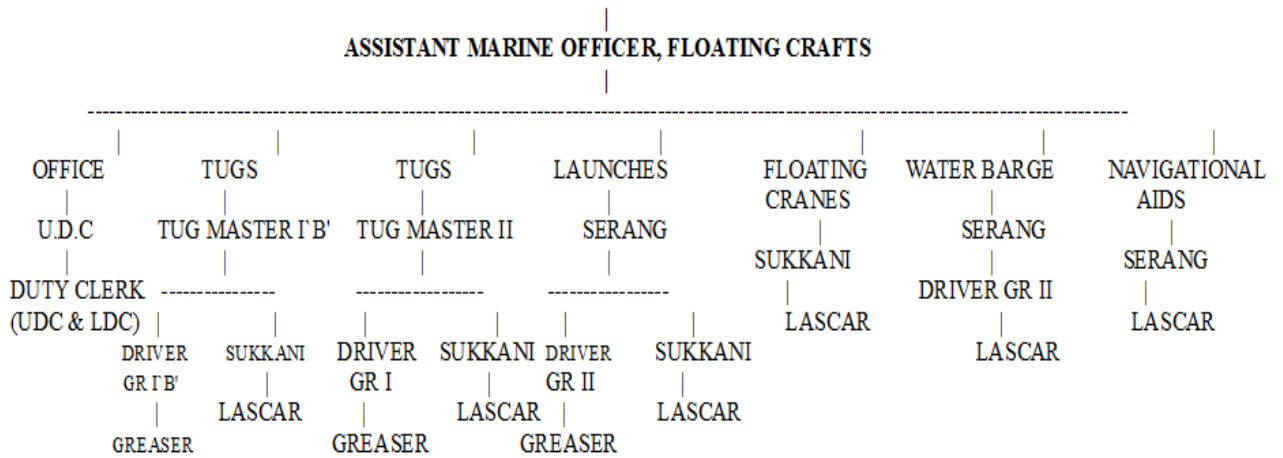 ASSISTANT MARINE OFFICER, FLOATING CRAFTS
OFFICE TUGS TUGS LAUNCHES FLOATING WATER BARGE NAVIGATIONAL
CRANES AIDS
U.D.C TUG MASTER I`B' TUG MASTER II SERANG SERANG
SUKKANI SERANG
DUTY CLERK DRIVER GR II
(UDC & LDC) LASCAR LASCAR
DRIVER SUKKANI DRIVER SUKKANI DRIVER SUKKANI LASCAR
GR I`B' GR I GR II
LASCAR LASCAR LASCAR
GREASER GREASER GREASER